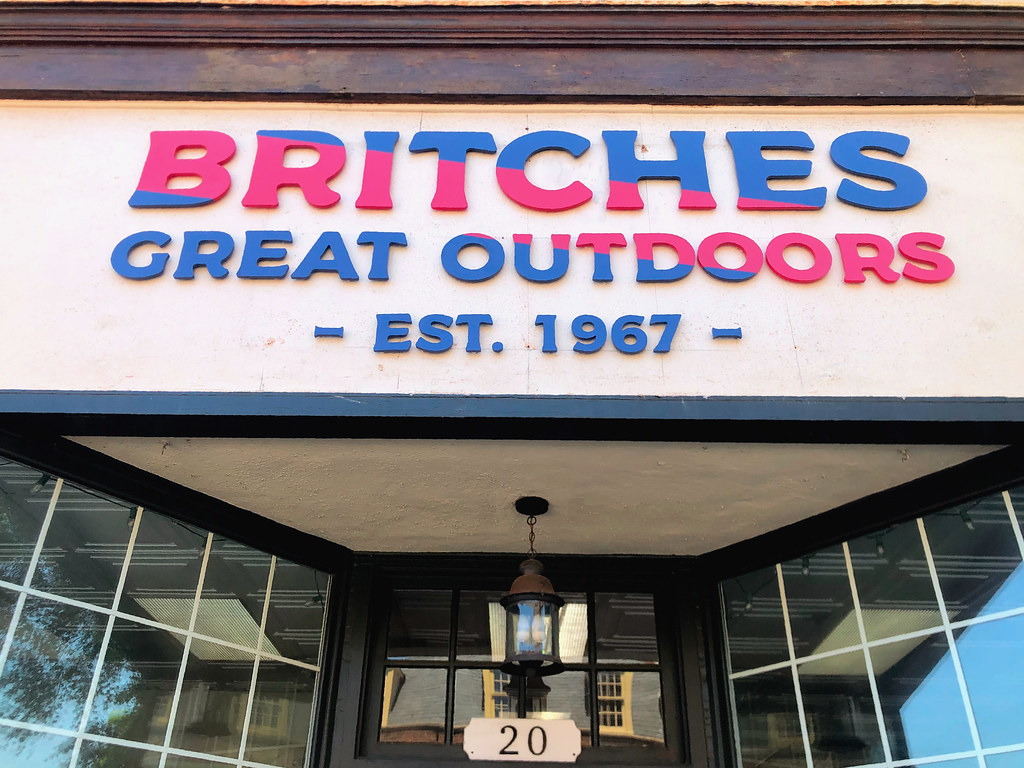 BRITCHES
GREAT OUTDOORS
- EST. 1967 -
20